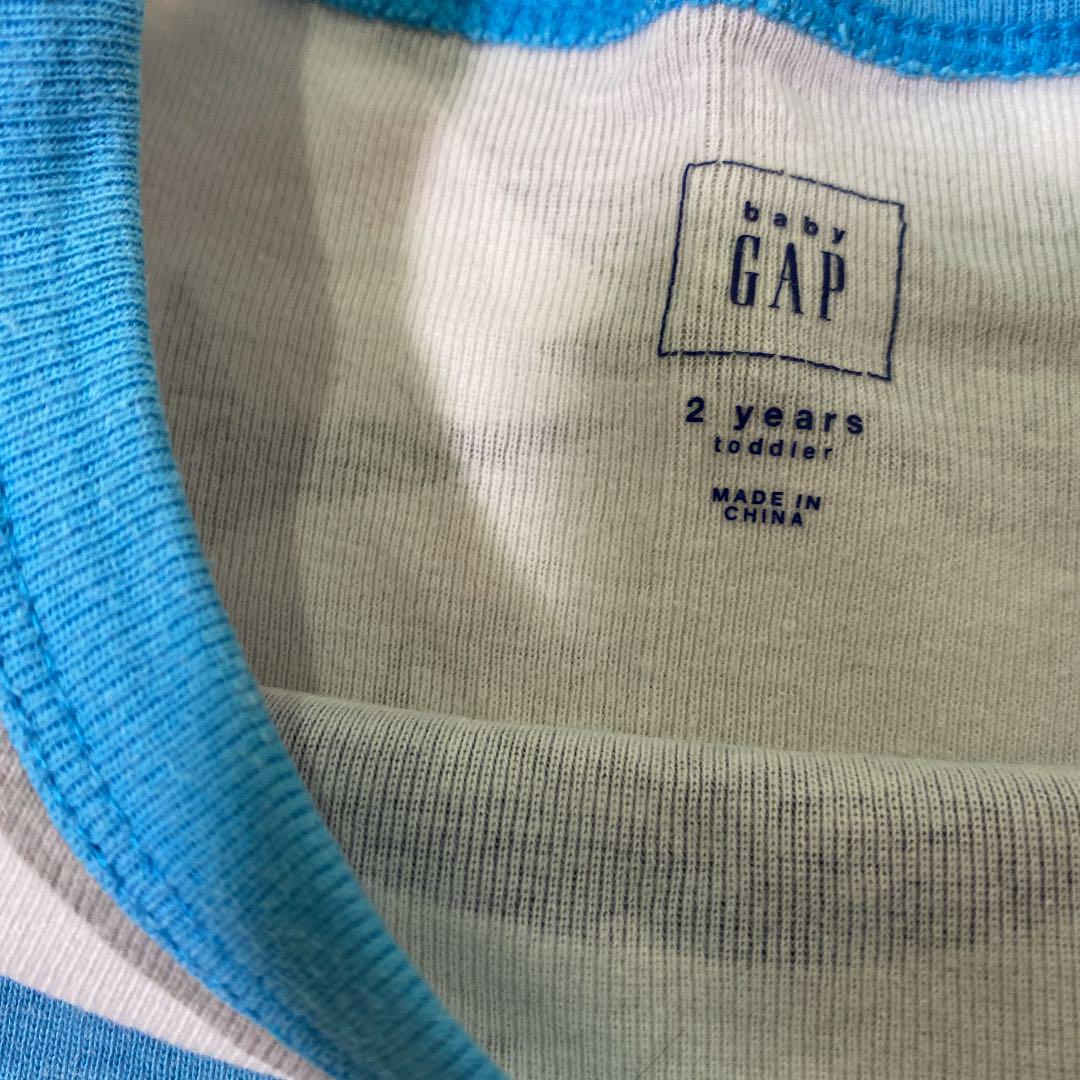 baby
GAP
2 years
toddler
MADE IN
CHINA